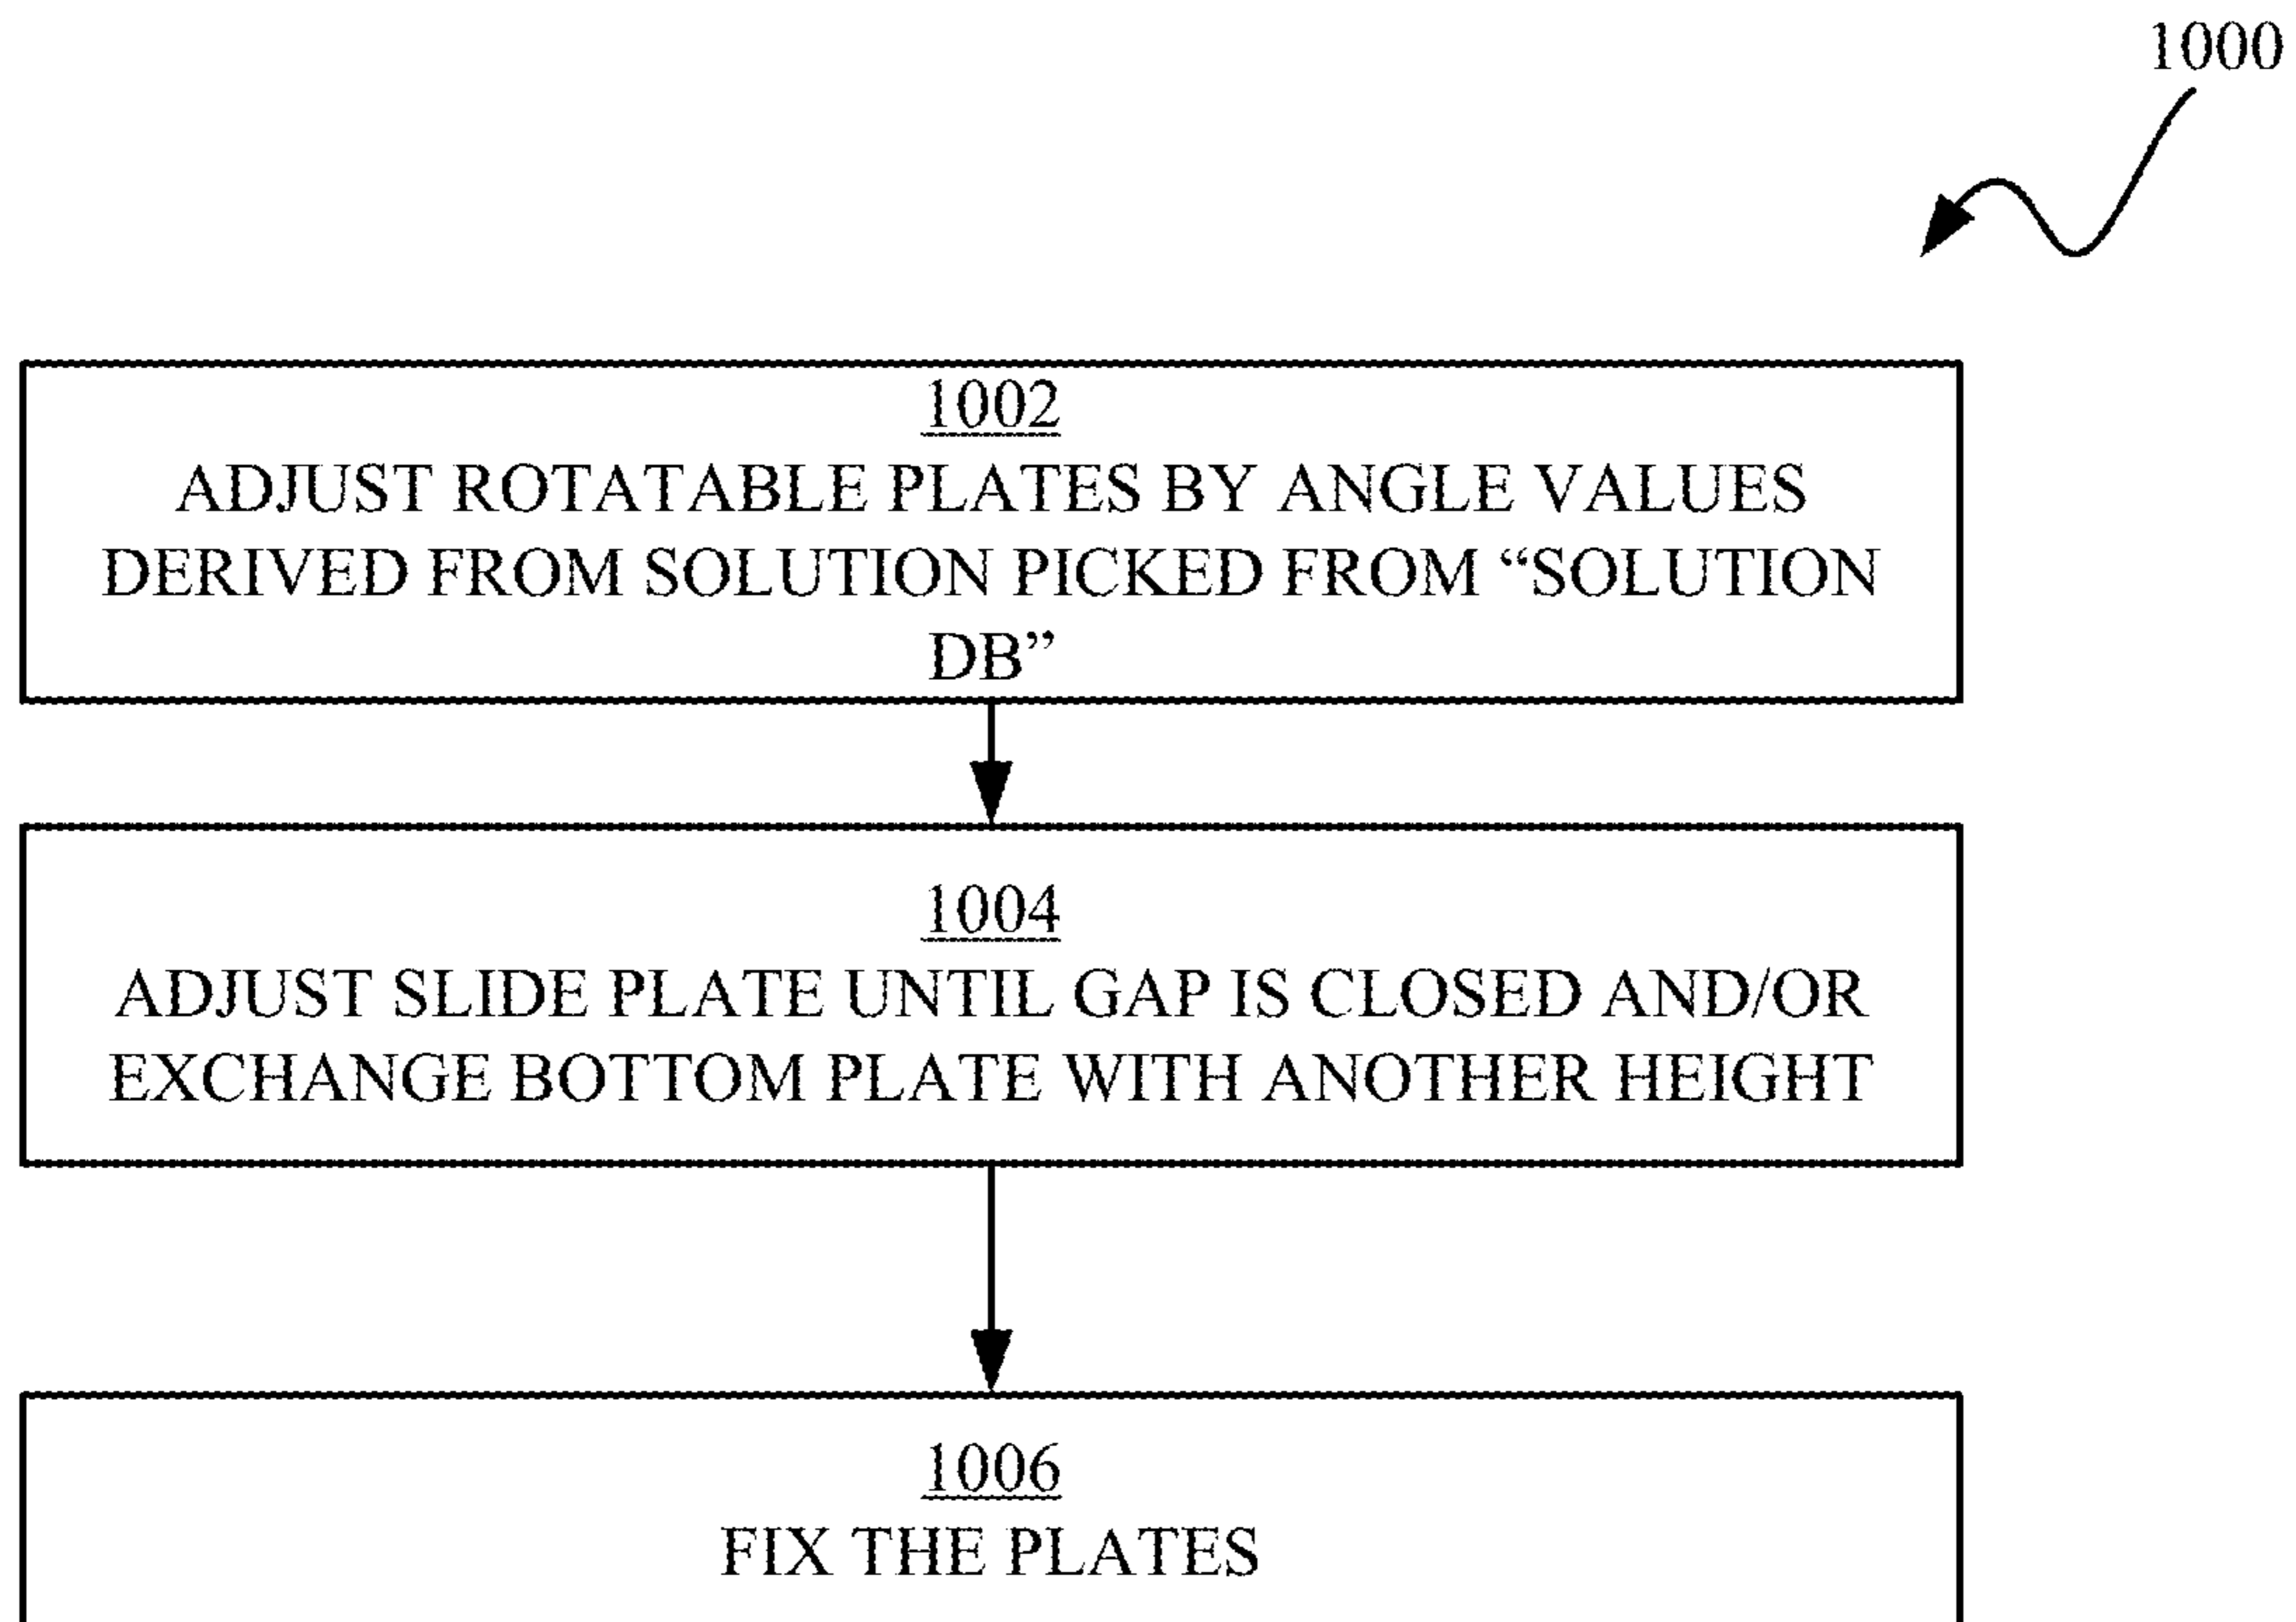 1000
1002
ADJUST ROTATABLE PLATES BY ANGLE VALUES
DERIVED FROM SOLUTION PICKED FROM “SOLUTION
DB”
1004
ADJUST SLIDE PLATE UNTIL GAP IS CLOSED AND/OR
EXCHANGE BOTTOM PLATE WITH ANOTHER HEIGHT
1006
FIX THE PLATES